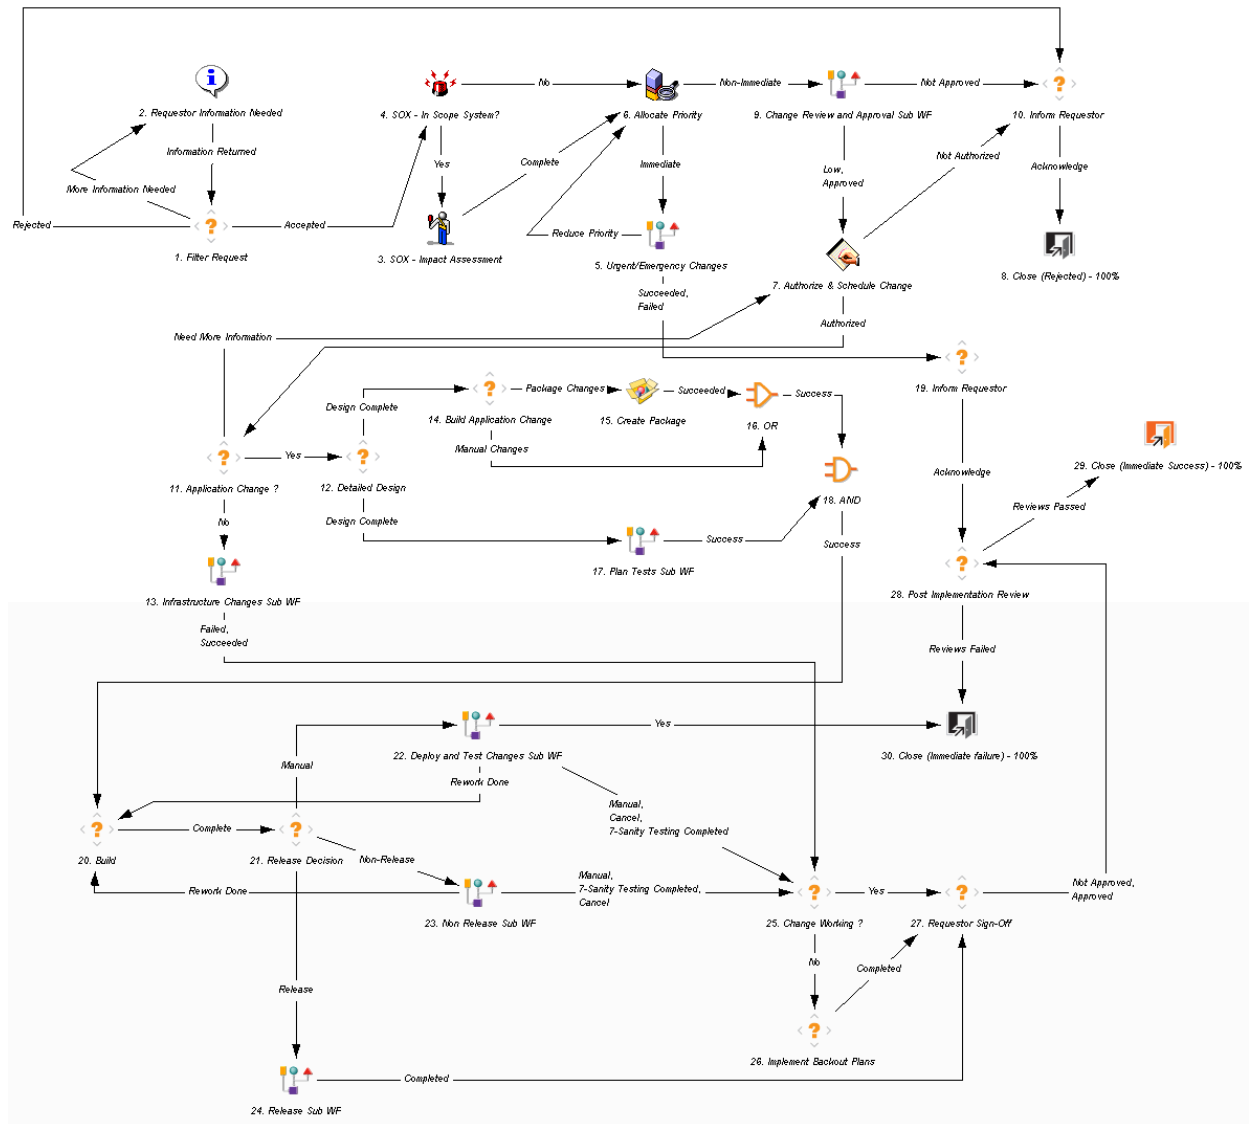 No
Non-Immediate
Not Approved
2. Requestor Information Needed
4. SOX - In Scope System?
6. Allocate Priority
9. Change Review and Approval Sub WF
10. Inform Requestor
Information Returned
Yes
Complete
Immediate
Low,
Approved
Not Authorized
Acknowledge
More Information Needed
Rejected
Accepted
Reduce Priority
1. Filter Request
3. SOX - Impact Assessment
5. Urgent/Emergency Changes
7. Authorize & Schedule Change
8. Close (Rejected) - 100%
Succeeded,
Failed
Authorized
Need More Information
Design Complete
Package Changes
Succeeded
Success
19. Inform Requestor
14. Build Application Change
15. Create Package
16. OR
Manual Changes
Yes
11. Application Change ?
12. Detailed Design
18. AND
Acknowledge
29. Close (Immediate Success) - 100%
No
Design Complete
Reviews Passed
Success
Success
17. Plan Tests Sub WF
13. Infrastructure Changes Sub WF
28. Post Implementation Review
Failed,
Succeeded
Reviews Failed
Yes
22. Deploy and Test Changes Sub WF
30. Close (Immediate failure) - 100%
Manual
Rework Done
Manual,
Cancel,
7-Sanity Testing Completed
Complete
20. Build
21. Release Decision
Non-Release
Rework Done
Manual,
7-Sanity Testing Completed,
Cancel
Yes
Not Approved,
Approved
23. Non Release Sub WF
25. Change Working ?
27. Requestor Sign-Off
No
Completed
Release
26. Implement Backout Plans
Completed
24. Release Sub WF